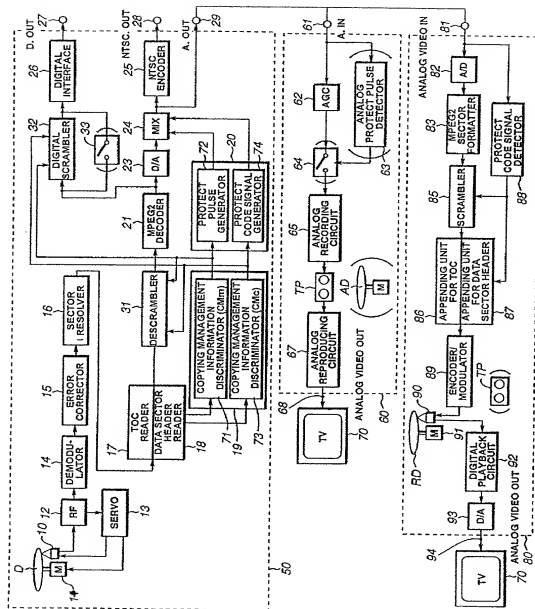 D. OUT
27
26
DIGITAL INTERFACE
32
DIGITAL SCRAMBLER
33
NTSC. OUT
28
25
NTSC ENCODER
A. OUT
29
24
MIX
23
D/A
21
MPEG2 DECODER
31
DESCRAMBLER
72
20
74
PROTECT PULSE GENERATOR
PROTECT CODE SIGNAL GENERATOR
16
SECTOR RESOLVER
15
ERROR CORRECTOR
14
DEMODU-LATOR
12
RF
13
SERVO
10
D
M
11
17
TOC READER
DATA SECTOR HEADER READER
18
COPYING MANAGEMENT INFORMATION DISCRIMINATOR (CMm)
COPYING MANAGEMENT INFORMATION DISCRIMINATOR (CMc)
71
19
73
50
61
A. IN
62
AGC
ANALOG PROTECT PULSE DETECTOR
63
64
65
ANALOG RECORDING CIRCUIT
TP
AD
M
67
ANALOG REPRODUCING CIRCUIT
68
ANALOG VIDEO OUT
TV
70
60
81
ANALOG VIDEO IN
82
A/D
83
MPEG2 SECTOR FORMATTER
85
SCRAMBLER
PROTECT CODE SIGNAL DETECTOR
88
86
APPENDING UNIT FOR TOC
APPENDING UNIT FOR DATA SECTOR HEADER
87
89
ENCODER/MODULATOR
TP
90
RD
M
91
DIGITAL PLAYBACK CIRCUIT
92
93
D/A
94
ANALOG VIDEO OUT
80
TV
70